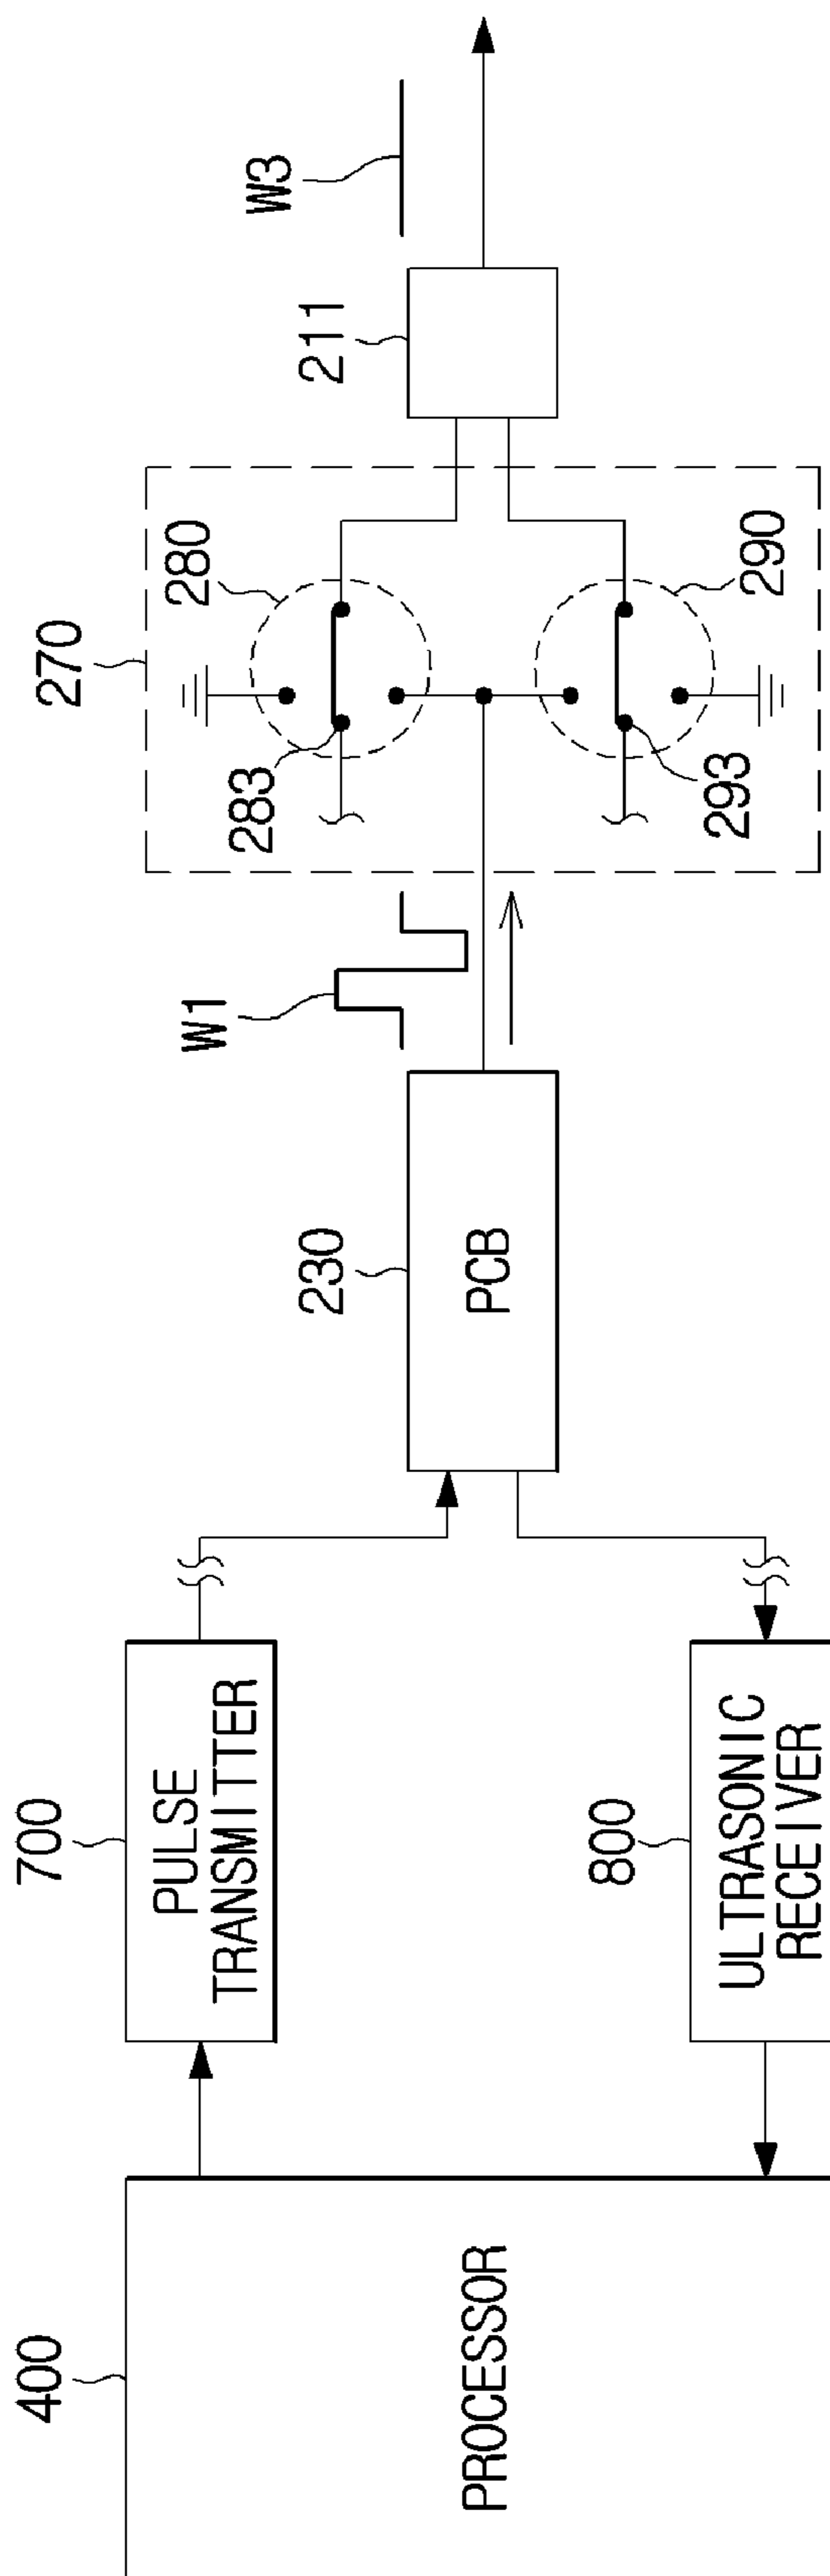 400
PROCESSOR
700
PULSE
TRANSMITTER
800
ULTRASONIC
RECEIVER
230
PCB
W1
270
280
283
290
293
211
W3